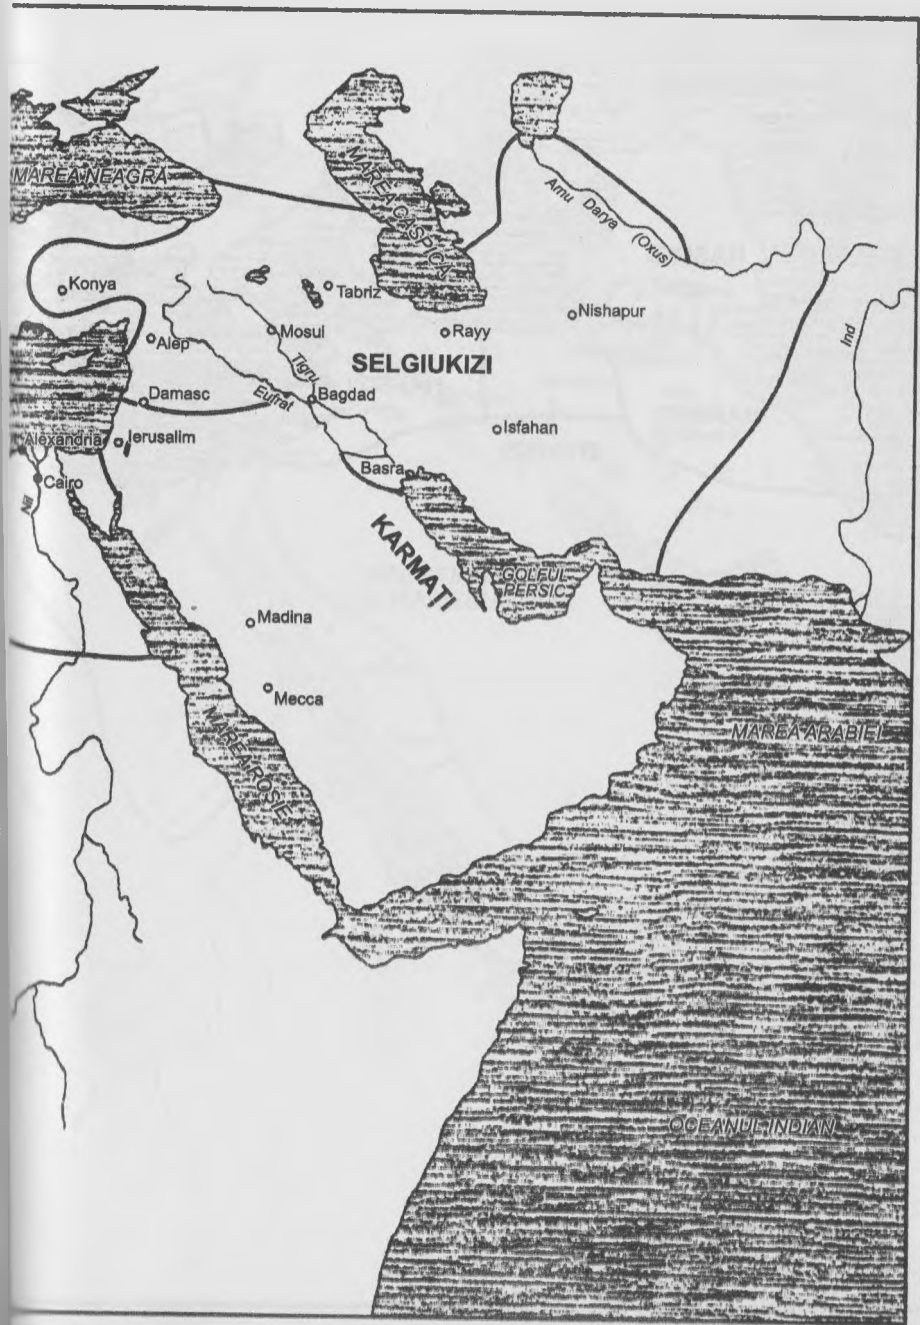 MAREA NEAGRĂ
MAREA CASPICĂ
Amu Darya (Oxus)
Konya
Tabriz
Nishapur
Ind
Alep
Mosul
Rayy
Tigru
SELGIUKIZI
Damasc
Eufrat
Bagdad
Alexandria
Ierusalim
Isfahan
Cairo
Basra
Nil
KARMAȚI
GOLFUL
PERSIC
Madina
Mecca
MAREA ROȘIE
MAREA ARABIEI
OCEANUL INDIAN